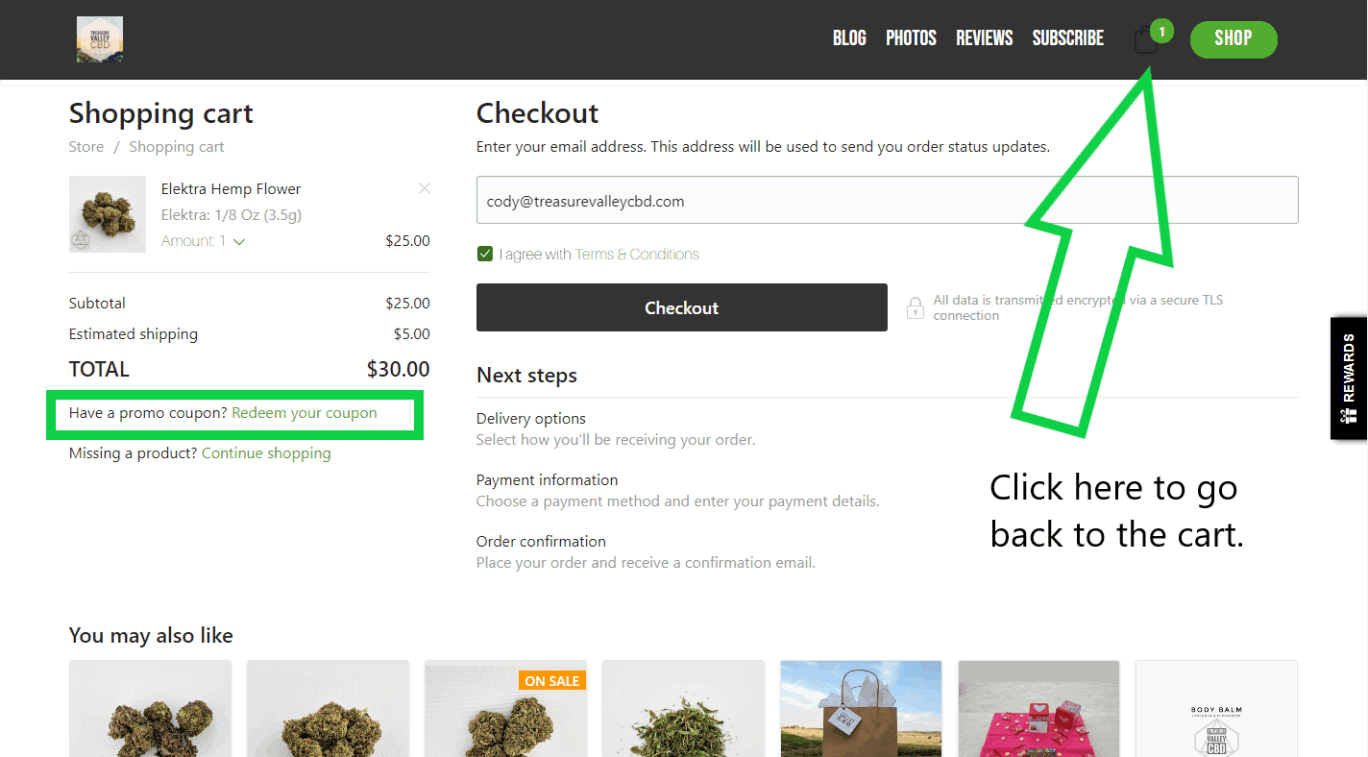 TREASURE
VALLEY
CBD
BLOG PHOTOS REVIEWS SUBSCRIBE 1 SHOP
Shopping cart
Store / Shopping cart
Elektra Hemp Flower
Elektra: 1/8 Oz (3.5g)
Amount: 1
$25.00
Subtotal $25.00
Estimated shipping $5.00
TOTAL $30.00
Have a promo coupon? Redeem your coupon
Missing a product? Continue shopping
Checkout
Enter your email address. This address will be used to send you order status updates.
cody@treasurevalleycbd.com
I agree with Terms & Conditions
Checkout
All data is transmitted encrypted via a secure TLS
connection
Next steps
Delivery options
Select how you'll be receiving your order.
Payment information
Choose a payment method and enter your payment details.
Order confirmation
Place your order and receive a confirmation email.
REWARDS
Click here to go
back to the cart.
You may also like
ON SALE
BODY BALM
TREASURE
VALLEY
CBD